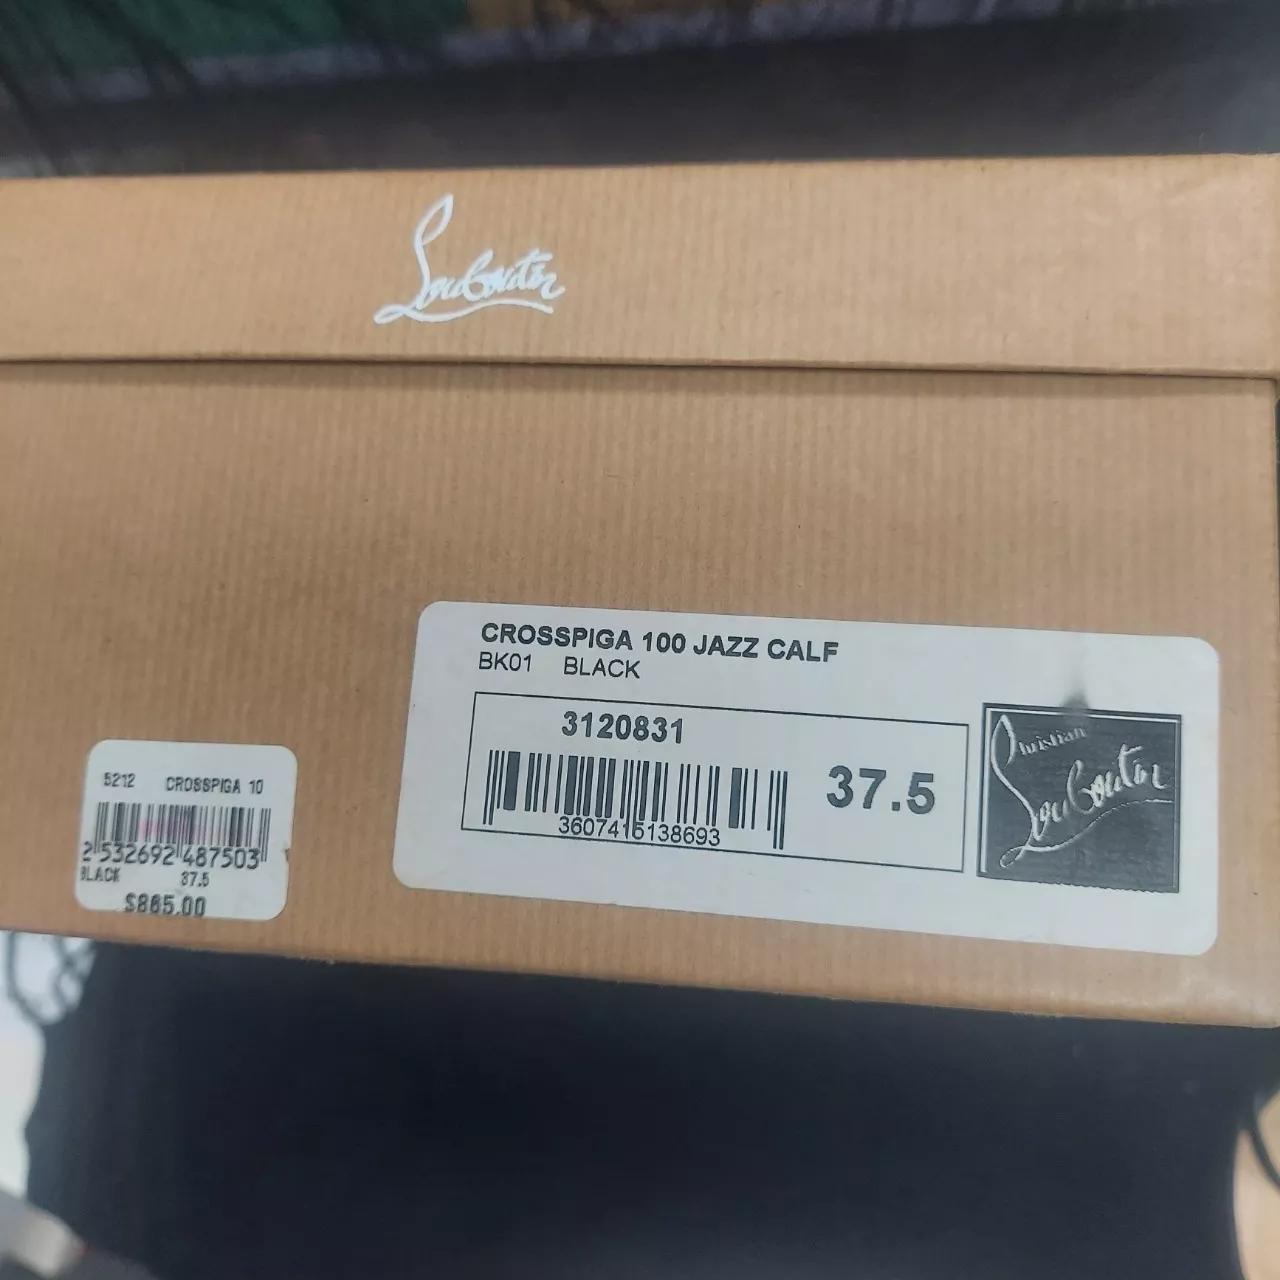 Louboutin
CROSSPIGA 100 JAZZ CALF
BK01 BLACK
3120831
3607415138693
37.5
Christian
Louboutin
5212 CROSSPIGA 10
2 532692 487503
BLACK 37.5
$865.00